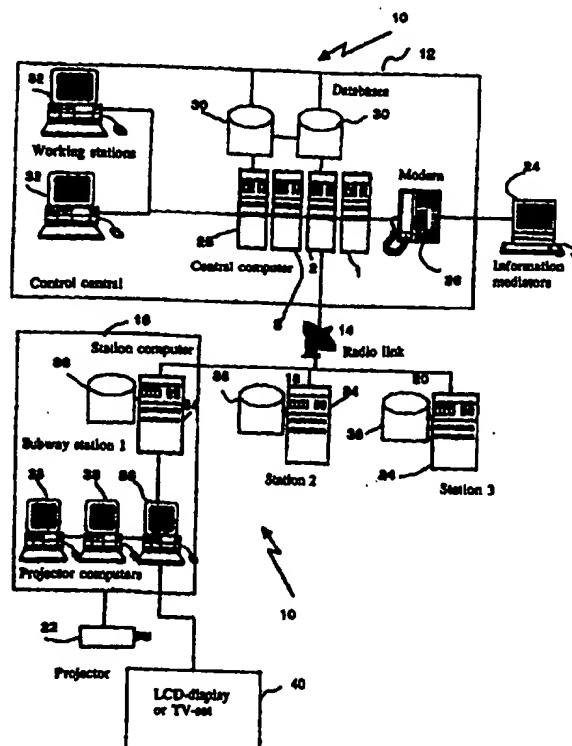 10
12
32
Databases
30
30
Working stations
Modem
24
32
28
Central computer
2
1
26
Information
mediators
Control central
3
16
14
Station computer
Radio link
36
34
36
18
34
20
36
Subway station 1
Station 2
34
Station 3
38
38
Projector computers
10
22
Projector
LCD-display
or TV-set
40